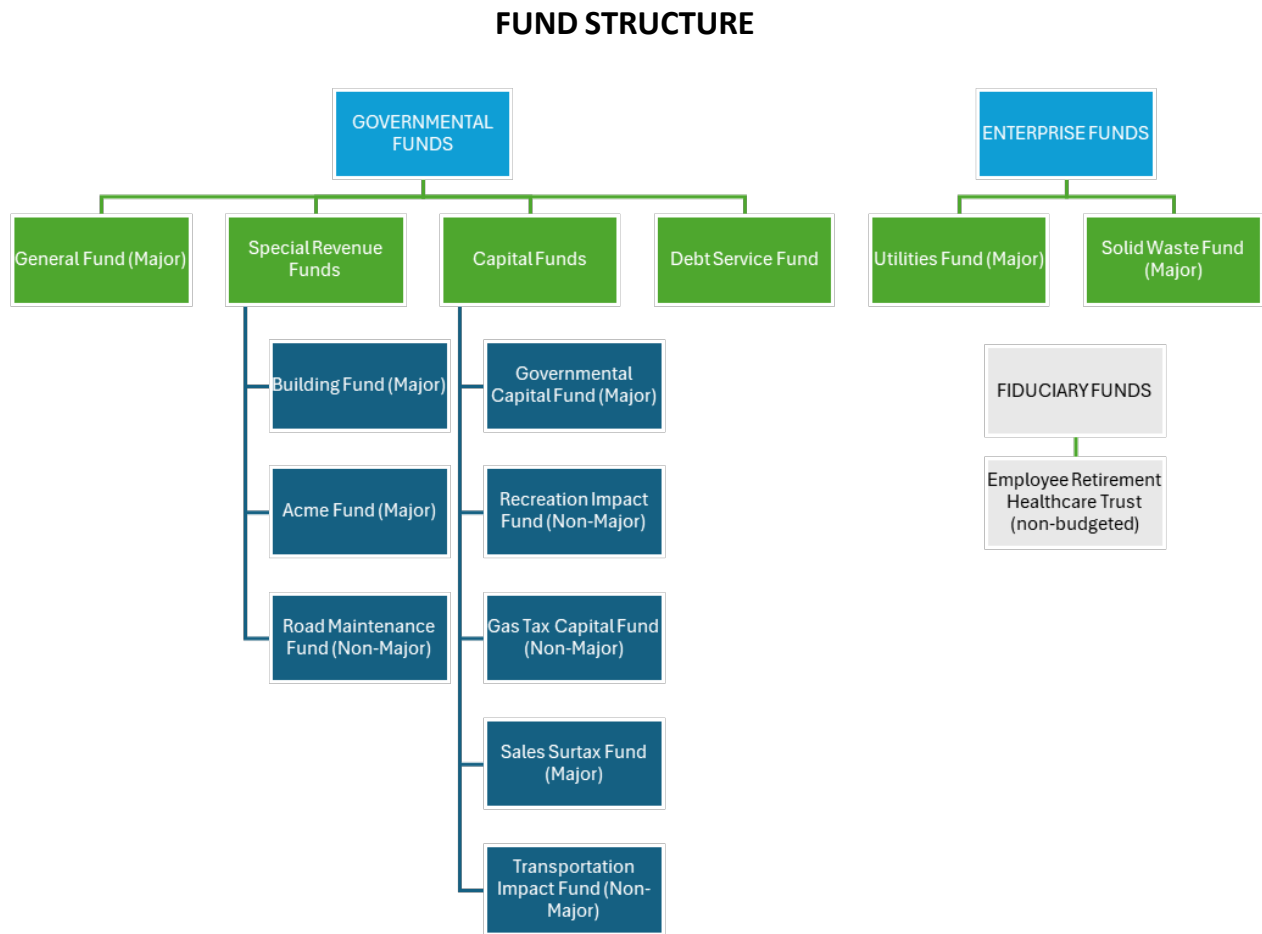 FUND STRUCTURE
GOVERNMENTAL
FUNDS
ENTERPRISE FUNDS
General Fund (Major)
Special Revenue
Funds
Capital Funds
Debt Service Fund
Utilities Fund (Major)
Solid Waste Fund
(Major)
Building Fund (Major)
Acme Fund (Major)
Road Maintenance
Fund (Non-Major)
Governmental
Capital Fund (Major)
Recreation Impact
Fund (Non-Major)
Gas Tax Capital Fund
(Non-Major)
Sales Surtax Fund
(Major)
Transportation
Impact Fund (Non-
Major)
FIDUCIARY FUNDS
Employee Retirement
Healthcare Trust
(non-budgeted)